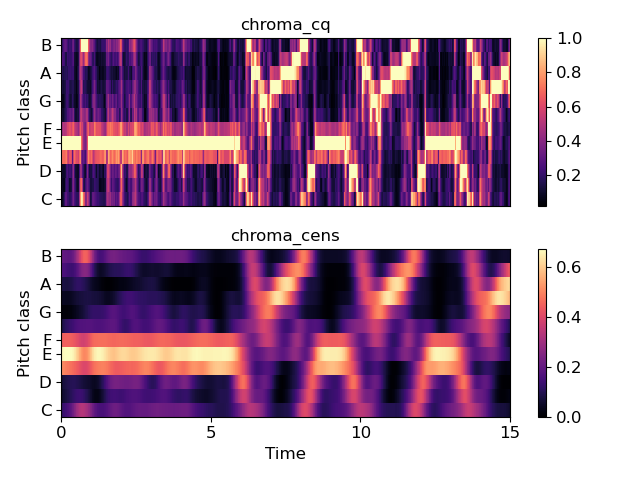 chroma_cq
B
A
G
F
E
D
C
Pitch class
1.0
0.8
0.6
0.4
0.2
chroma_cens
B
A
G
F
E
D
C
Pitch class
0.6
0.4
0.2
0.0
0 5 10 15
Time